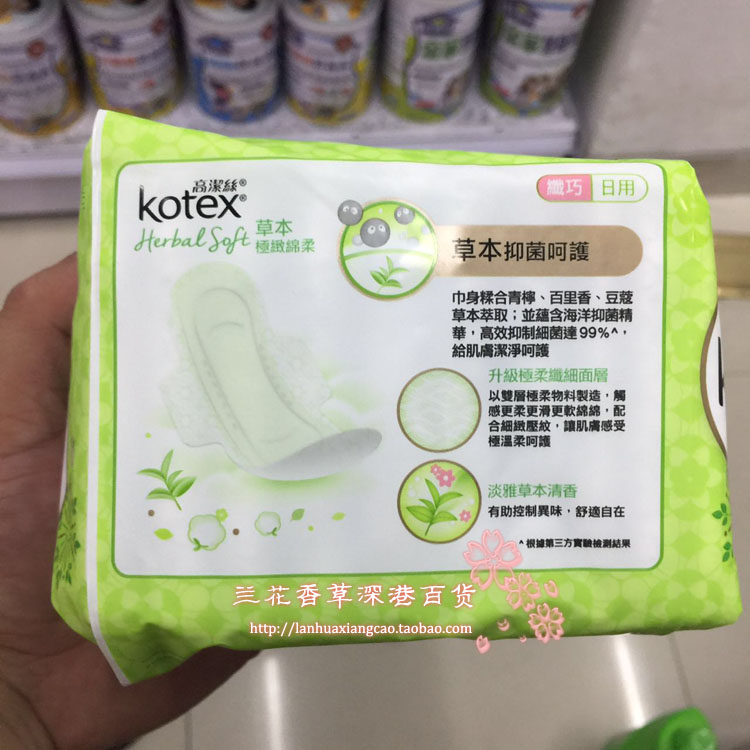 高潔絲®
kotex®
Herbal Soft 草本
極緻綿柔
纖巧 日用
草本抑菌呵護
巾身糅合青檸、百里香、豆蔻
草本萃取；並蘊含海洋抑菌精
華，高效抑制細菌達99%^，
給肌膚潔淨呵護
升級極柔纖細面層
以雙層極柔物料製造，觸
感更柔更滑更軟綿綿，配
合細緻壓紋，讓肌膚感受
極溫柔呵護
淡雅草本清香
有助控制異味，舒適自在
^根據第三方實驗檢測結果
兰花香草深港百货
http://lanhuaxiangcao.taobao.com